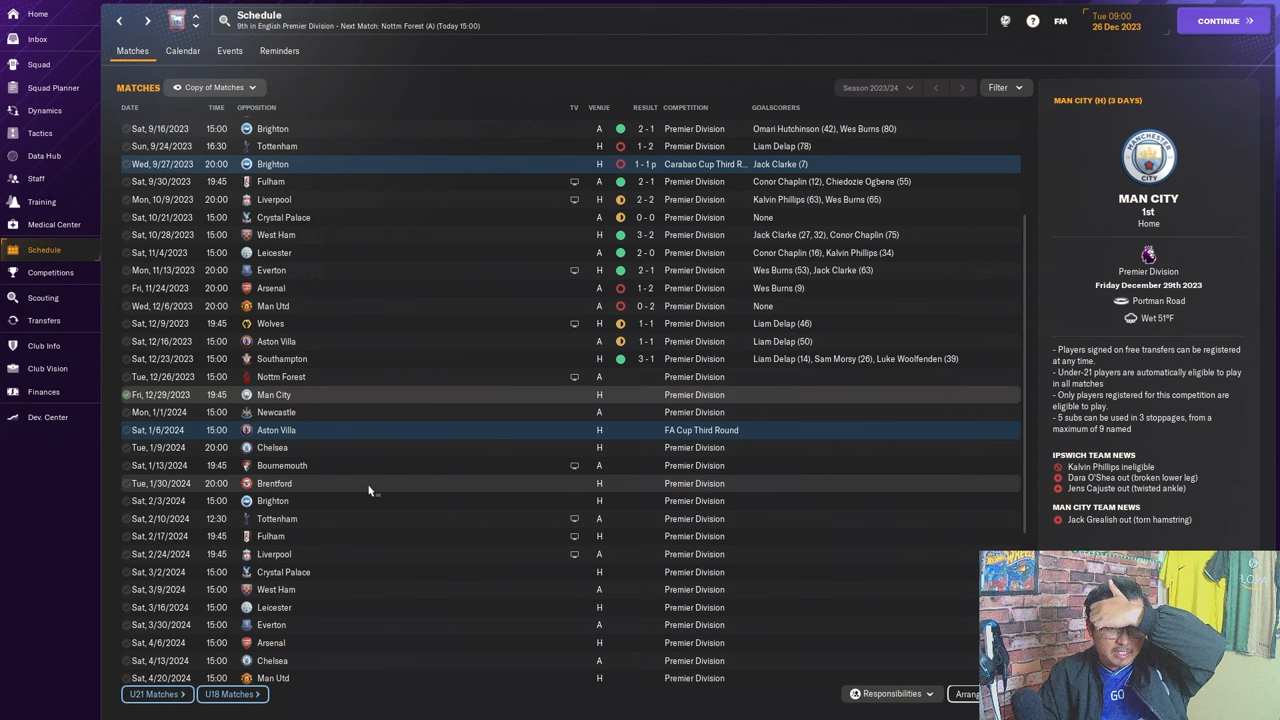 Home
Inbox
Squad
Squad Planner
Dynamics
Tactics
Data Hub
Staff
Training
Medical Center
Schedule
Competitions
Scouting
Transfers
Club Info
Club Vision
Finances
Dev. Center
Schedule
9th in English Premier Division - Next Match: Nottm Forest (A) (Today 15:00)
FM
Tue 09:00
26 Dec 2023
CONTINUE
Matches Calendar Events Reminders
MATCHES Copy of Matches
Season 2023/24
Filter
DATE TIME OPPOSITION TV VENUE RESULT COMPETITION GOALSCORERS
Sat, 9/16/2023 15:00 Brighton A 2 - 1 Premier Division Omari Hutchinson (42), Wes Burns (80)
Sun, 9/24/2023 16:30 Tottenham H 1 - 2 Premier Division Liam Delap (78)
Wed, 9/27/2023 20:00 Brighton H 1 - 1 p Carabao Cup Third R... Jack Clarke (7)
Sat, 9/30/2023 19:45 Fulham A 2 - 1 Premier Division Conor Chaplin (12), Chiedozie Ogbene (55)
Mon, 10/9/2023 20:00 Liverpool H 2 - 2 Premier Division Kalvin Phillips (63), Wes Burns (65)
Sat, 10/21/2023 15:00 Crystal Palace A 0 - 0 Premier Division None
Sat, 10/28/2023 15:00 West Ham H 3 - 2 Premier Division Jack Clarke (27, 32), Conor Chaplin (75)
Sat, 11/4/2023 15:00 Leicester A 2 - 0 Premier Division Conor Chaplin (16), Kalvin Phillips (34)
Mon, 11/13/2023 20:00 Everton H 2 - 1 Premier Division Wes Burns (53), Jack Clarke (63)
Fri, 11/24/2023 20:00 Arsenal A 1 - 2 Premier Division Wes Burns (9)
Wed, 12/6/2023 20:00 Man Utd A 0 - 2 Premier Division None
Sat, 12/9/2023 19:45 Wolves H 1 - 1 Premier Division Liam Delap (46)
Sat, 12/16/2023 15:00 Aston Villa A 1 - 1 Premier Division Liam Delap (50)
Sat, 12/23/2023 15:00 Southampton H 3 - 1 Premier Division Liam Delap (14), Sam Morsy (26), Luke Woolfenden (39)
Tue, 12/26/2023 15:00 Nottm Forest A Premier Division
Fri, 12/29/2023 19:45 Man City H Premier Division
Mon, 1/1/2024 15:00 Newcastle A Premier Division
Sat, 1/6/2024 15:00 Aston Villa H FA Cup Third Round
Tue, 1/9/2024 20:00 Chelsea H Premier Division
Sat, 1/13/2024 19:45 Bournemouth A Premier Division
Tue, 1/30/2024 20:00 Brentford H Premier Division
Sat, 2/3/2024 15:00 Brighton H Premier Division
Sat, 2/10/2024 12:30 Tottenham A Premier Division
Sat, 2/17/2024 19:45 Fulham H Premier Division
Sat, 2/24/2024 19:45 Liverpool A Premier Division
Sat, 3/2/2024 15:00 Crystal Palace H Premier Division
Sat, 3/9/2024 15:00 West Ham A Premier Division
Sat, 3/16/2024 15:00 Leicester H Premier Division
Sat, 3/30/2024 15:00 Everton A Premier Division
Sat, 4/6/2024 15:00 Arsenal H Premier Division
Sat, 4/13/2024 15:00 Chelsea A Premier Division
Sat, 4/20/2024 15:00 Man Utd H Premier Division
U21 Matches > U18 Matches >
Responsibilities
Arrang
MAN CITY (H) (3 DAYS)
MANCHESTER
CITY
MAN CITY
1st
Home
Premier Division
Friday December 29th 2023
Portman Road
Wet 51°F
- Players signed on free transfers can be registered
at any time.
- Under-21 players are automatically eligible to play
in all matches
- Only players registered for this competition are
eligible to play.
- 5 subs can be used in 3 stoppages, from a
maximum of 9 named
IPSWICH TEAM NEWS
Kalvin Phillips ineligible
Dara O'Shea out (broken lower leg)
Jens Cajuste out (twisted ankle)
MAN CITY TEAM NEWS
Jack Grealish out (torn hamstring)
GO